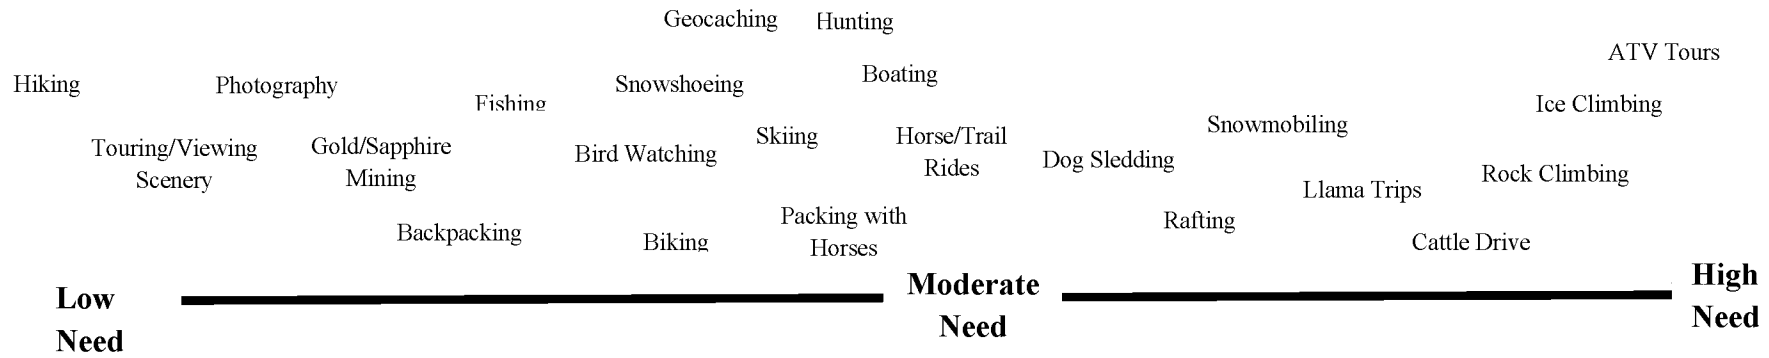 Geocaching
Hunting
ATV Tours
Hiking
Photography
Snowshoeing
Boating
Fishing
Ice Climbing
Touring/Viewing
Scenery
Gold/Sapphire
Mining
Bird Watching
Skiing
Horse/Trail
Rides
Dog Sledding
Snowmobiling
Llama Trips
Rock Climbing
Backpacking
Biking
Packing with
Horses
Rafting
Cattle Drive
Low
Need
Moderate
Need
High
Need